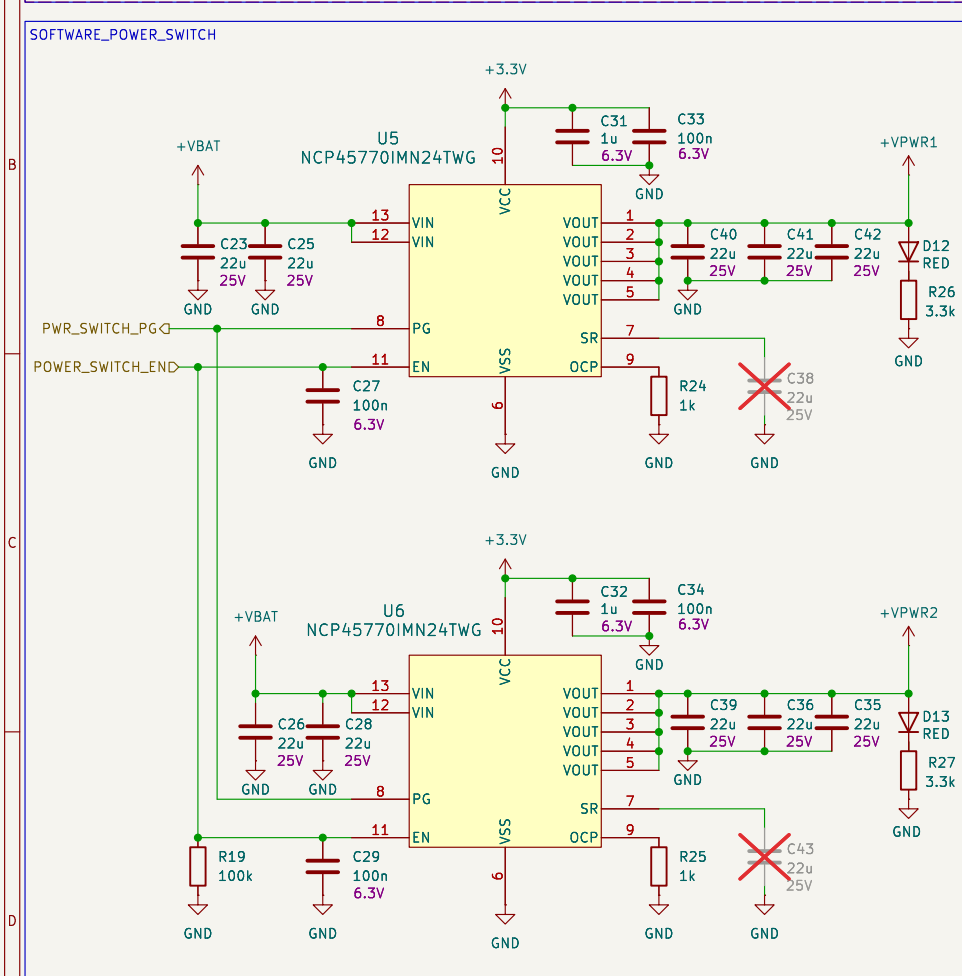 SOFTWARE_POWER_SWITCH
+3.3V
C31
1u
6.3V
C33
100n
6.3V
GND
U5
NCP45770IMN24TWG
10
VCC
+VBAT
+VPWR1
B
13
VIN
12
VIN
VOUT
1
VOUT
2
VOUT
3
VOUT
4
VOUT
5
C23
22u
25V
C25
22u
25V
GND
GND
C40
22u
25V
C41
22u
25V
C42
22u
25V
GND
D12
RED
R26
3.3k
GND
PWR_SWITCH_PG
8
PG
SR
7
POWER_SWITCH_EN
11
EN
VSS
OCP
9
6
C27
100n
6.3V
GND
GND
R24
1k
GND
C38
22u
25V
GND
C
+3.3V
C32
1u
6.3V
C34
100n
6.3V
GND
U6
NCP45770IMN24TWG
10
VCC
+VBAT
+VPWR2
13
VIN
12
VIN
VOUT
1
VOUT
2
VOUT
3
VOUT
4
VOUT
5
C26
22u
25V
C28
22u
25V
GND
GND
C39
22u
25V
C36
22u
25V
C35
22u
25V
GND
D13
RED
R27
3.3k
GND
8
PG
SR
7
11
EN
VSS
OCP
9
6
R19
100k
GND
C29
100n
6.3V
GND
GND
R25
1k
GND
C43
22u
25V
GND
D